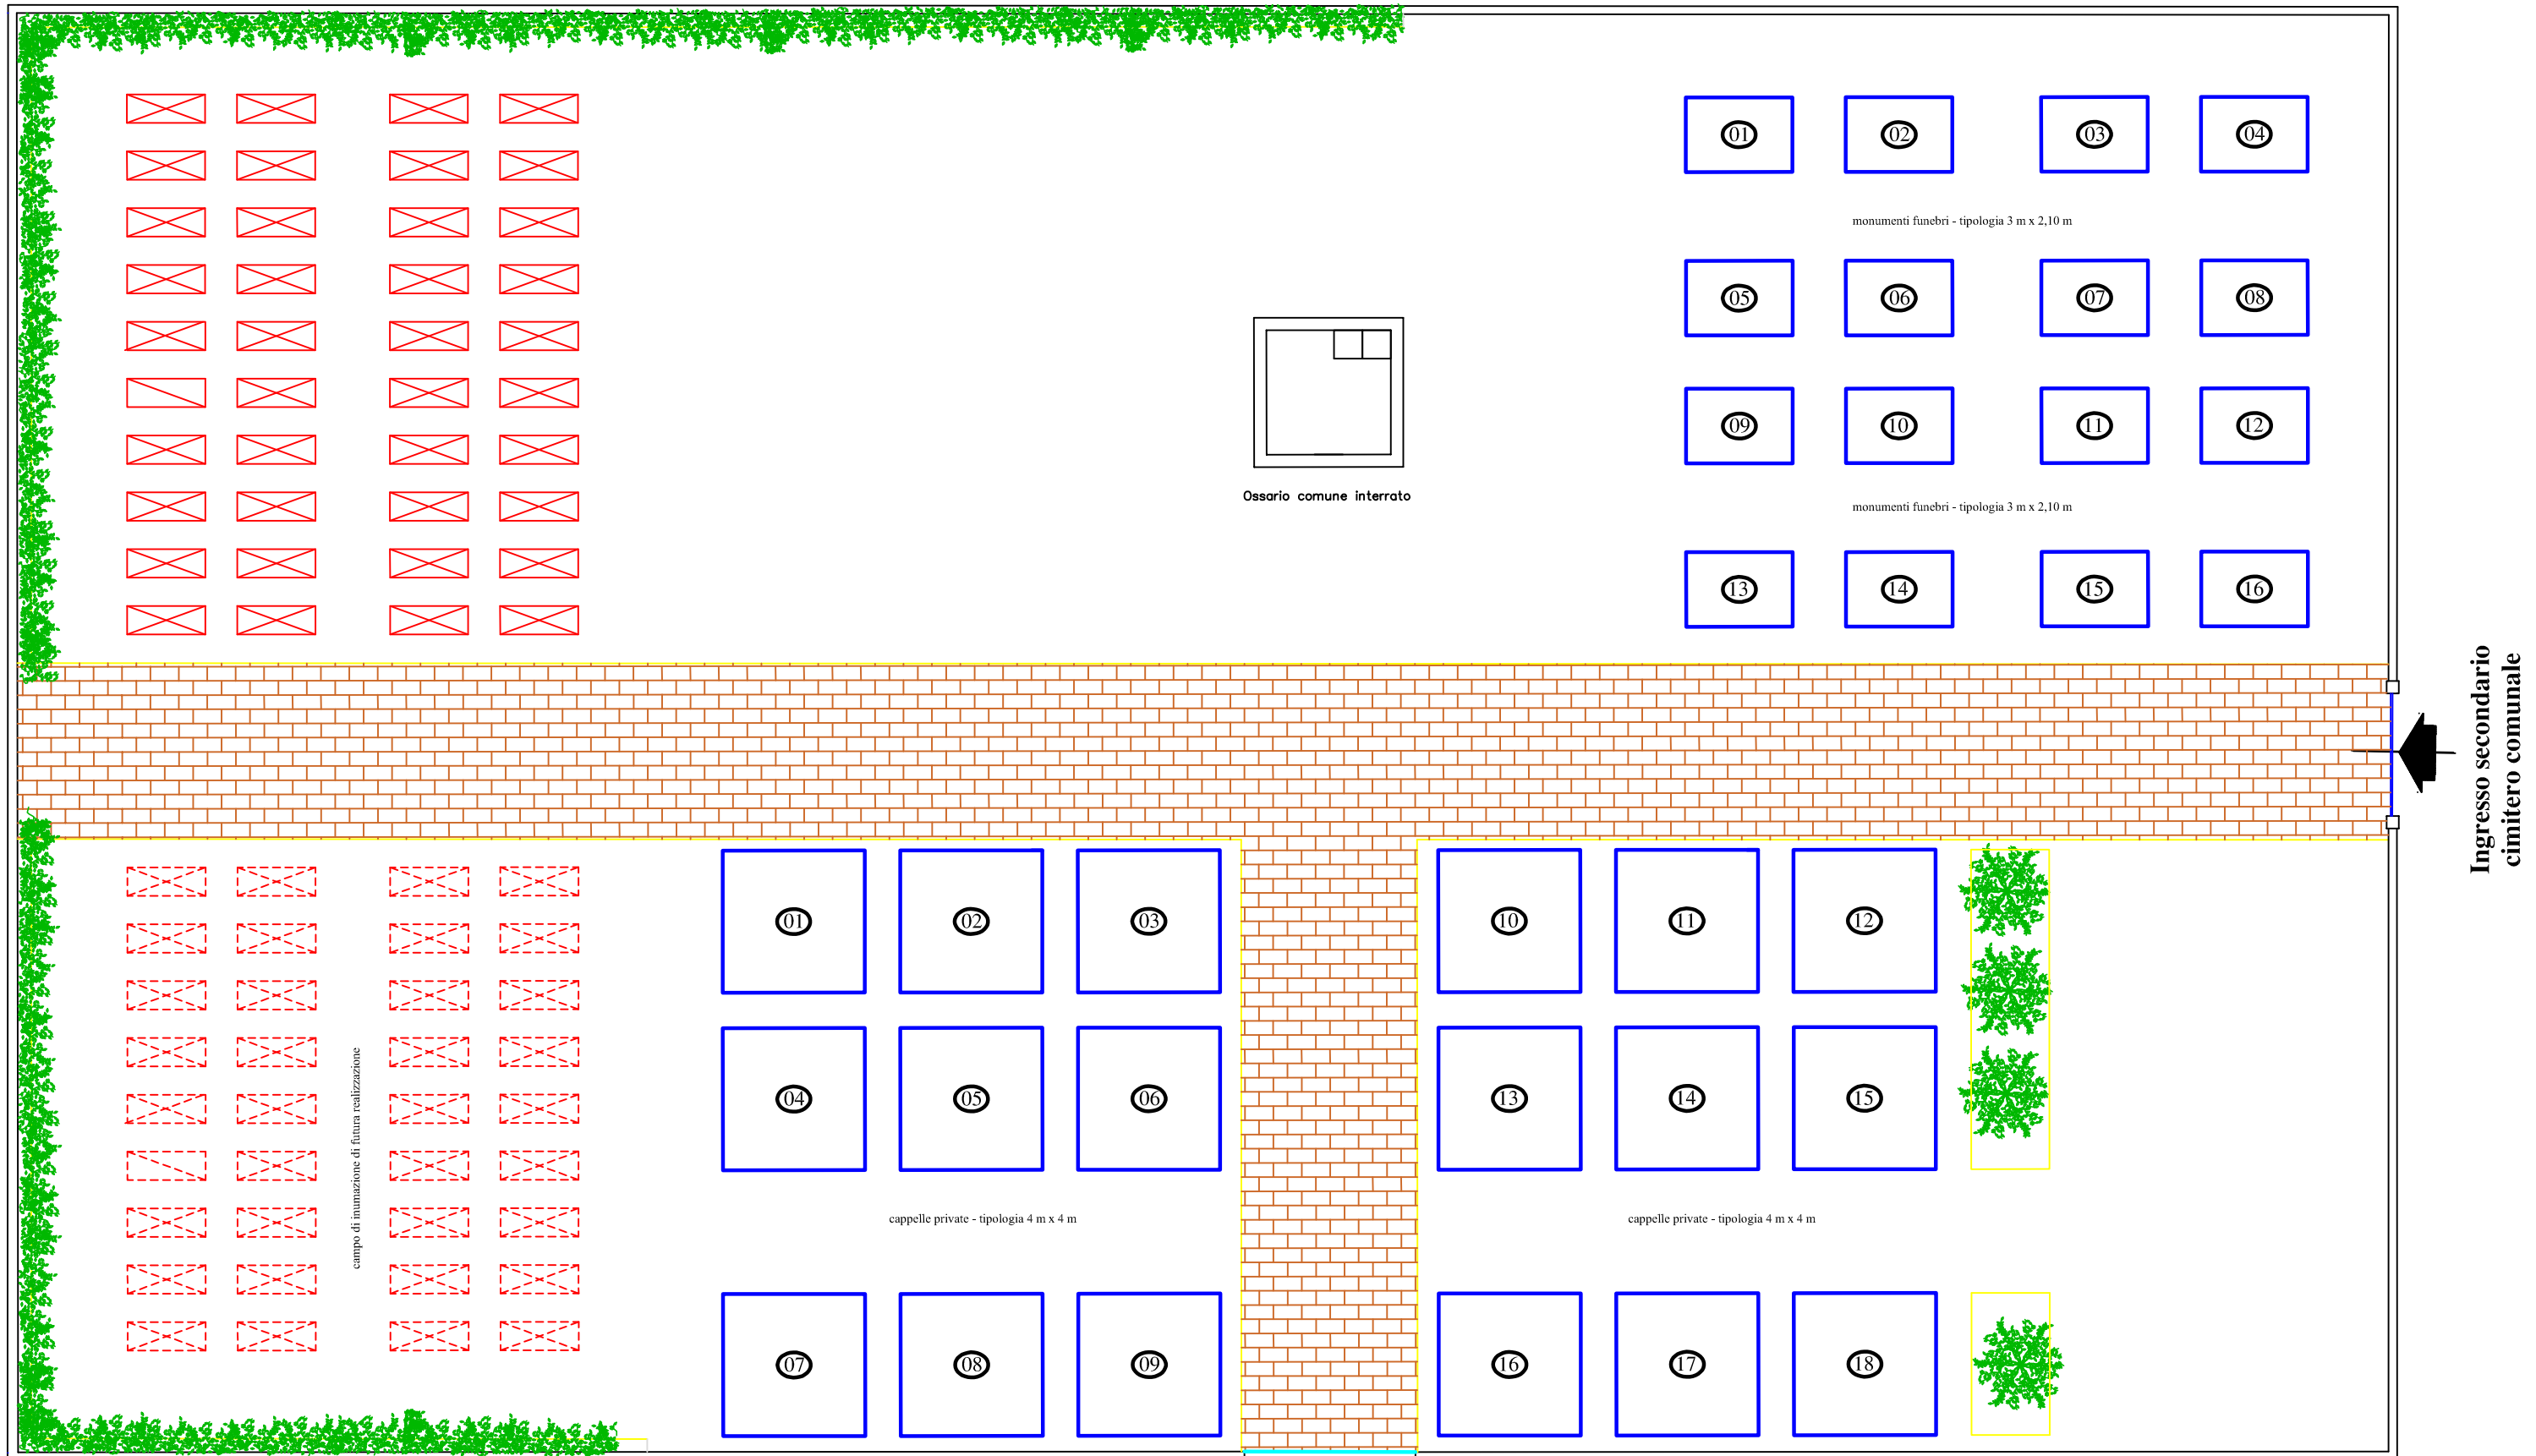 01 02 03 04
monumenti funebri - tipologia 3 m x 2,10 m
05 06 07 08
09 10 11 12
Ossario comune interrato
monumenti funebri - tipologia 3 m x 2,10 m
13 14 15 16
Ingresso secondario
cimitero comunale
01 02 03 10 11 12
04 05 06 13 14 15
campo di inumazione di futura realizzazione
cappelle private - tipologia 4 m x 4 m
cappelle private - tipologia 4 m x 4 m
07 08 09 16 17 18